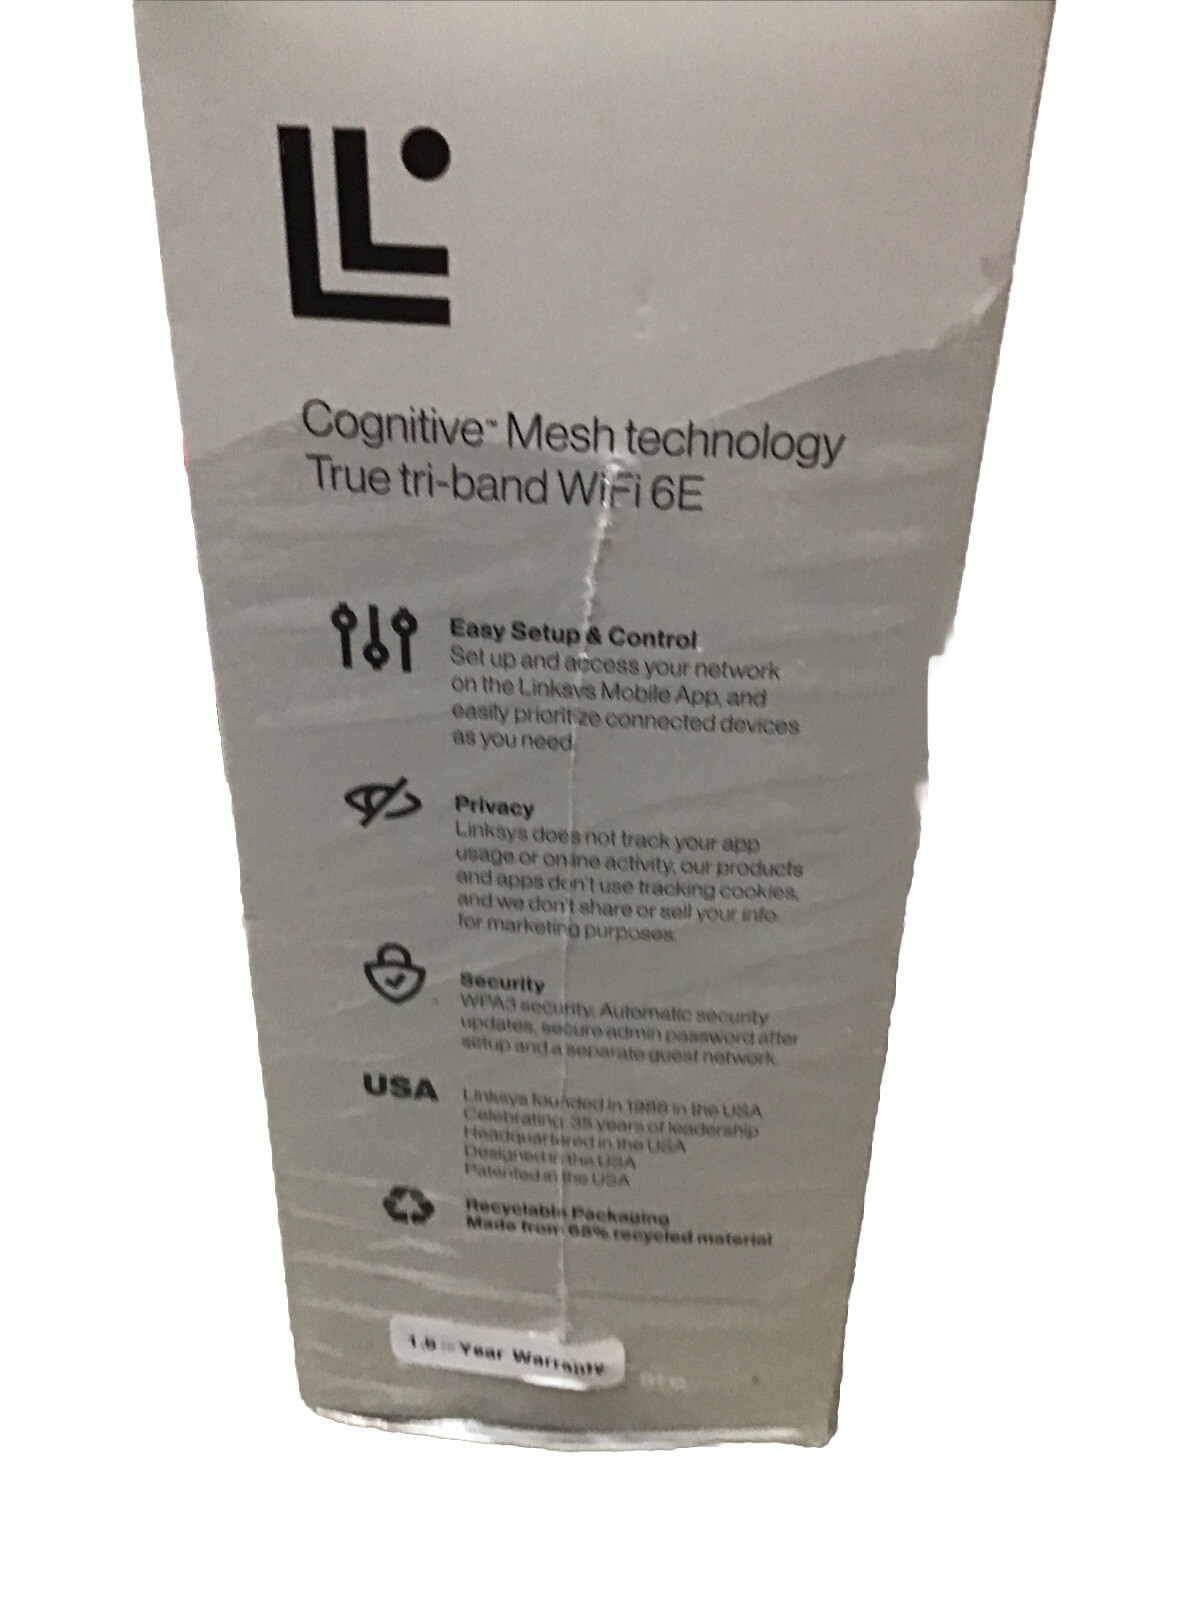 Cognitive™ Mesh technology
True tri-band WiFi 6E
Easy Setup & Control
Set up and access your network
on the Linksys Mobile App, and
easily prioritize connected devices
as you need.
Privacy
Linksys does not track your app
usage or online activity, our products
and apps don't use tracking cookies,
and we don't share or sell your info
for marketing purposes.
Security
WPA3 security, Automatic security
updates, secure admin password after
setup and a separate guest network.
USA
Linksys founded in 1988 in the USA
Celebrating 35 years of leadership
Headquartered in the USA
Designed in the USA
Patented in the USA
Recyclable Packaging
Made from recycled material
Year Warranty